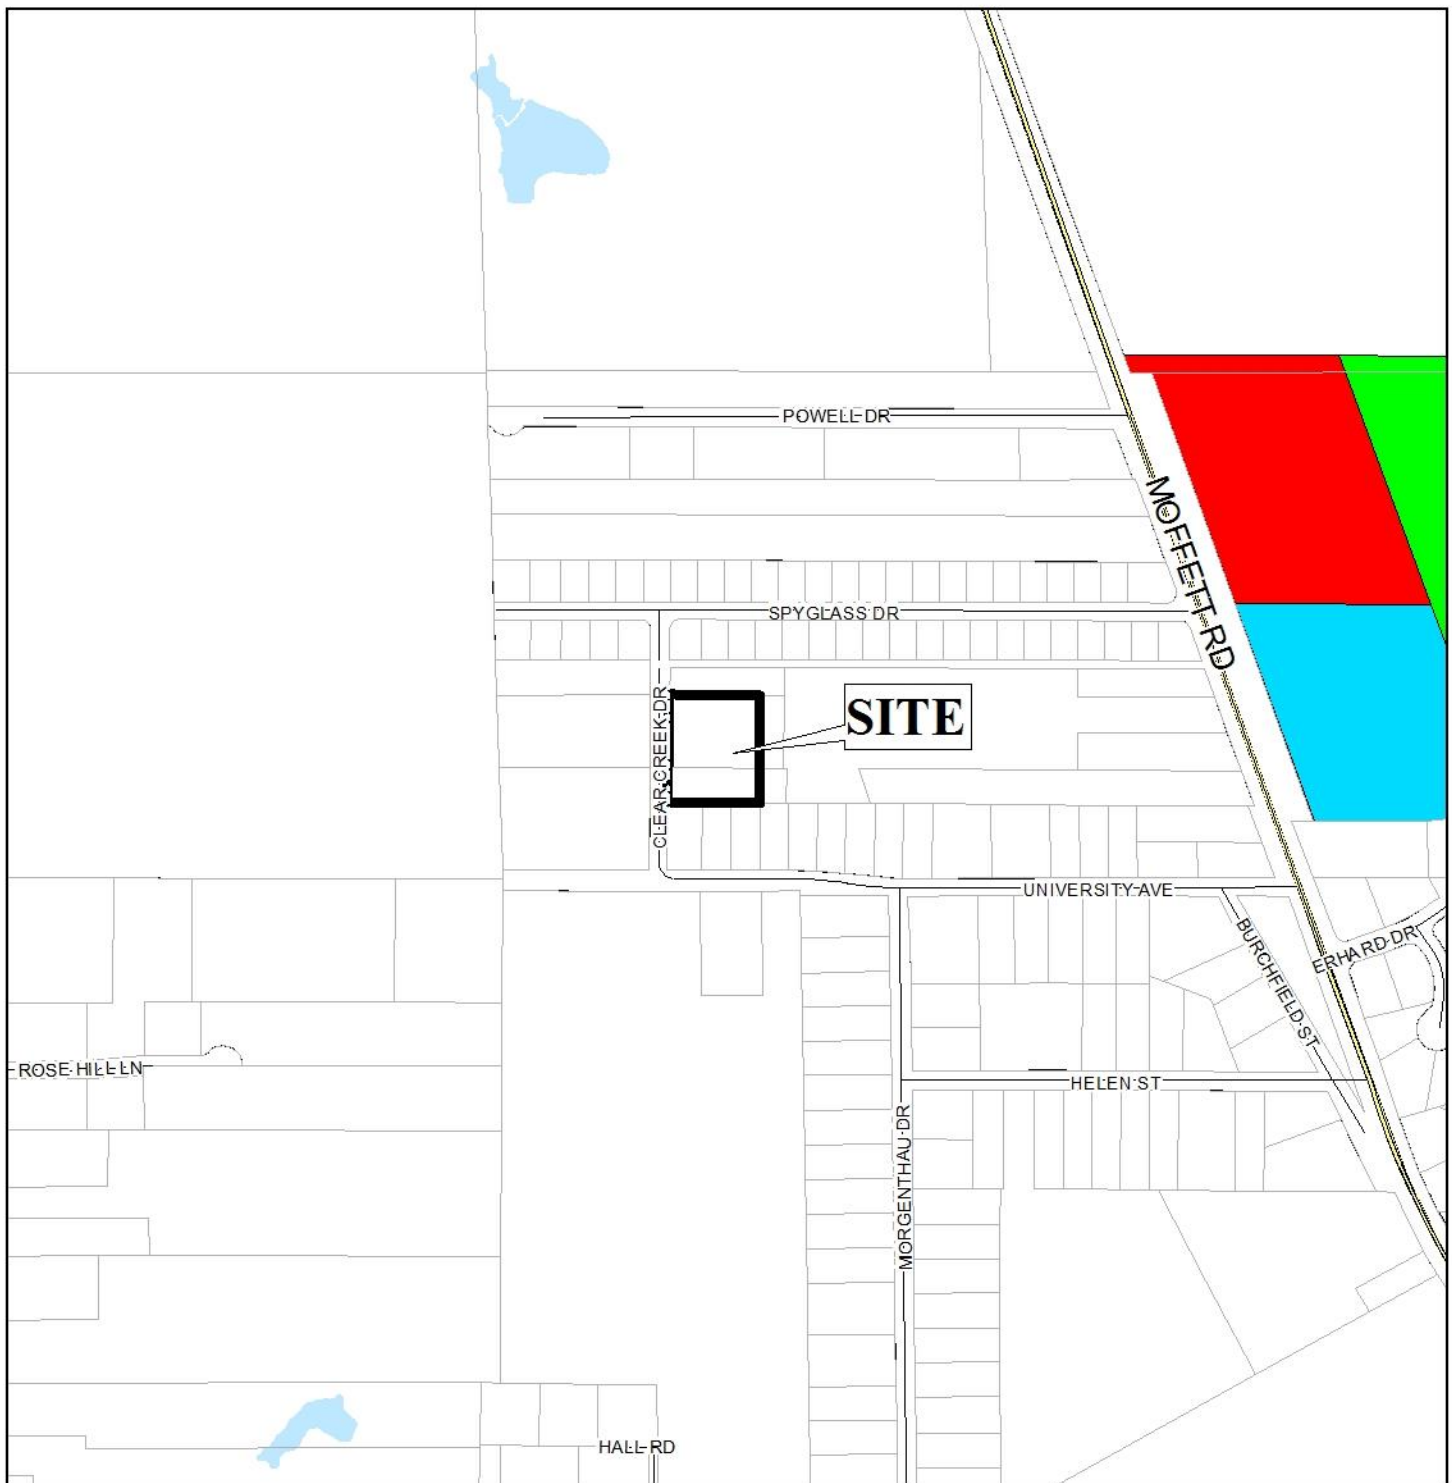 POWELL DR
MOFFETT RD
SPYGLASS DR
CLEAR CREEK DR
SITE
UNIVERSITY AVE
BURCHFIELD ST
ERHARD DR
ROSE HILL LN
HELEN ST
MORGENTHAU DR
HALL RD